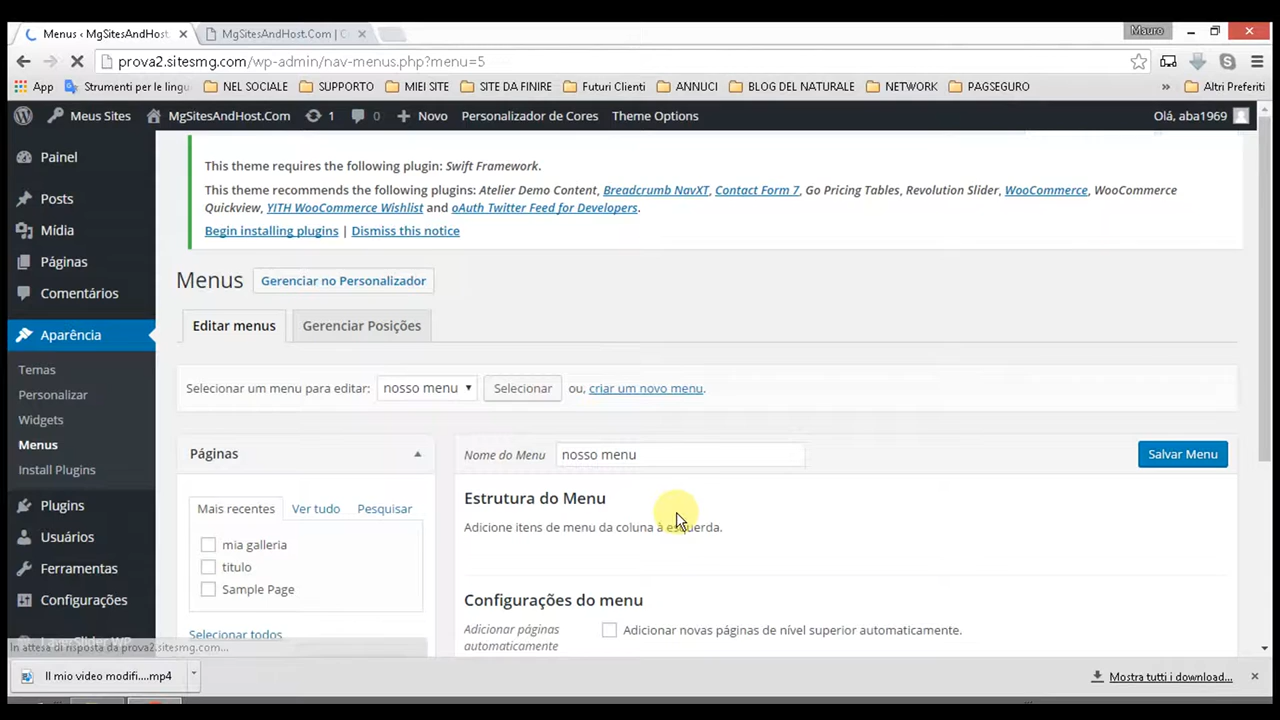 Menus ‹ MgSitesAndHost.
MgSitesAndHost.Com | C
Mauro
prova2.sitesmg.com/wp-admin/nav-menus.php?menu=5
App Strumenti per le lingu NEL SOCIALE SUPPORTO MIEI SITE SITE DA FINIRE Futuri Clienti ANNUCI BLOG DEL NATURALE NETWORK PAGSEGURO » Altri Preferiti
Meus Sites MgSitesAndHost.Com 1 0 Novo Personalizador de Cores Theme Options Olá, aba1969
Painel
Posts
Mídia
Páginas
Comentários
Aparência
Temas
Personalizar
Widgets
Menus
Install Plugins
Plugins
Usuários
Ferramentas
Configurações
This theme requires the following plugin: Swift Framework.
This theme recommends the following plugins: Atelier Demo Content, Breadcrumb NavXT, Contact Form 7, Go Pricing Tables, Revolution Slider, WooCommerce, WooCommerce
Quickview, YITH WooCommerce Wishlist and oAuth Twitter Feed for Developers.
Begin installing plugins | Dismiss this notice
Menus Gerenciar no Personalizador
Editar menus Gerenciar Posições
Selecionar um menu para editar: nosso menu Selecionar ou, criar um novo menu.
Páginas
Mais recentes Ver tudo Pesquisar
mia galleria
titulo
Sample Page
Selecionar todos
Nome do Menu nosso menu Salvar Menu
Estrutura do Menu
Adicione itens de menu da coluna à esquerda.
Configurações do menu
Adicionar páginas
automaticamente
Adicionar novas páginas de nível superior automaticamente.
In attesa di risposta da prova2.sitesmg.com...
Il mio video modifi....mp4
Mostra tutti i download...